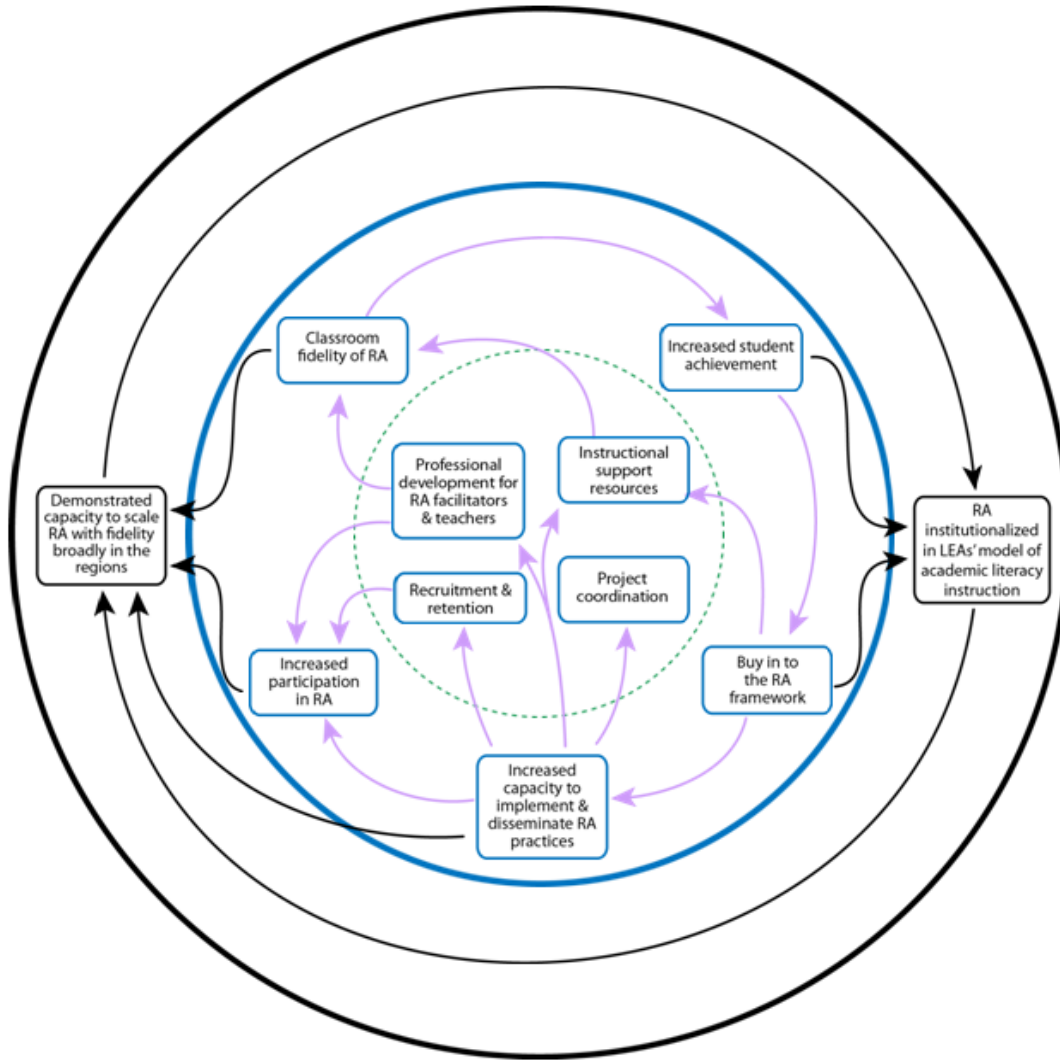 Classroom
fidelity of RA
Increased student
achievement
Professional
development for
RA facilitators
& teachers
Instructional
support
resources
Demonstrated
capacity to scale
RA with fidelity
broadly in the
regions
RA
institutionalized
in LEAs' model of
academic literacy
instruction
Recruitment &
retention
Project
coordination
Increased
participation
in RA
Buy in to
the RA
framework
Increased
capacity to
implement &
disseminate RA
practices